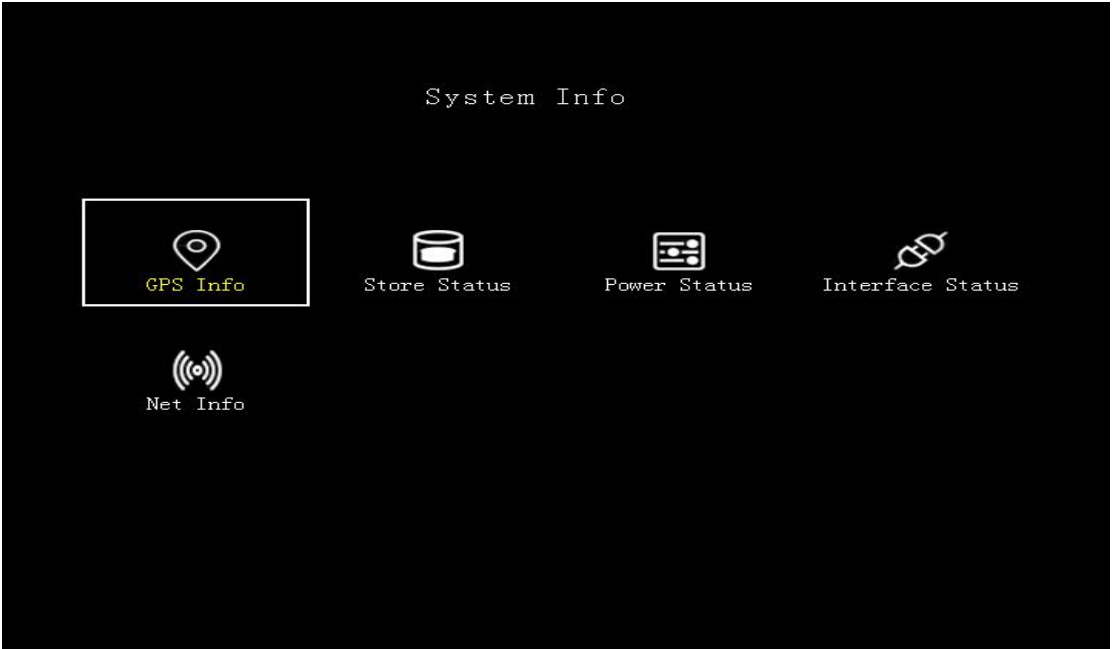 System Info
GPS Info
Store Status
Power Status
Interface Status
Net Info